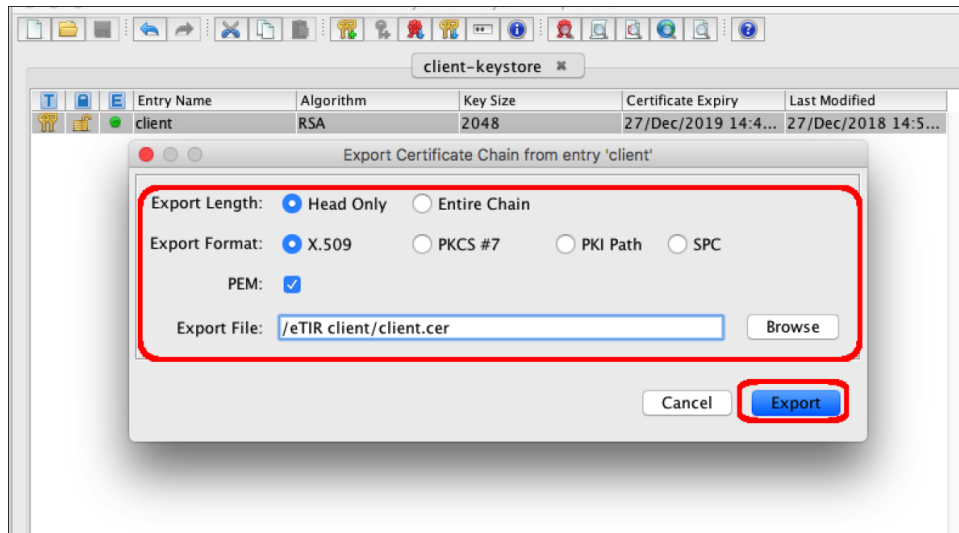 client-keystore
T E Entry Name Algorithm Key Size Certificate Expiry Last Modified
client RSA 2048 27/Dec/2019 14:4... 27/Dec/2018 14:5...
Export Certificate Chain from entry 'client'
Export Length: Head Only Entire Chain
Export Format: X.509 PKCS #7 PKI Path SPC
PEM:
Export File: /eTIR client/client.cer Browse
Cancel Export